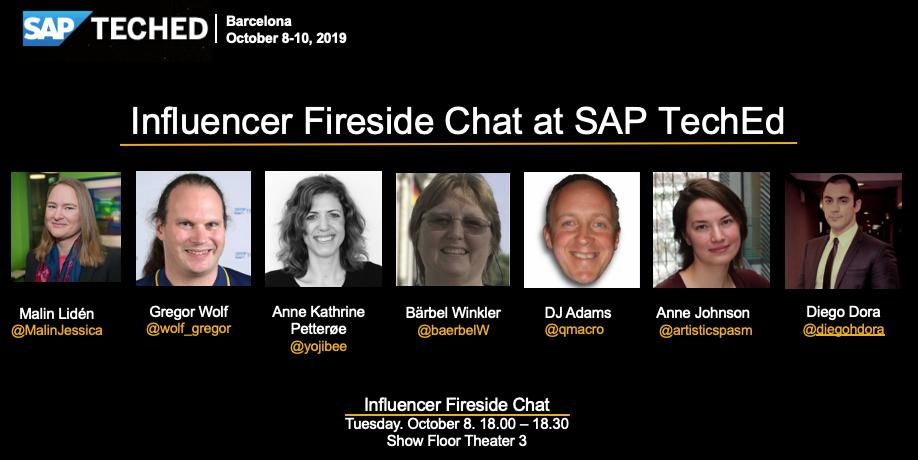 SAP TECHED
Barcelona
October 8-10, 2019
Influencer Fireside Chat at SAP TechEd
Malin Lidén
@MalinJessica
Gregor Wolf
@wolf_gregor
Anne Kathrine
Petterøe
@yojibee
Bärbel Winkler
@baerbelW
DJ Adams
@qmacro
Anne Johnson
@artisticspasm
Diego Dora
@diegohdora
Influencer Fireside Chat
Tuesday. October 8. 18.00 – 18.30
Show Floor Theater 3